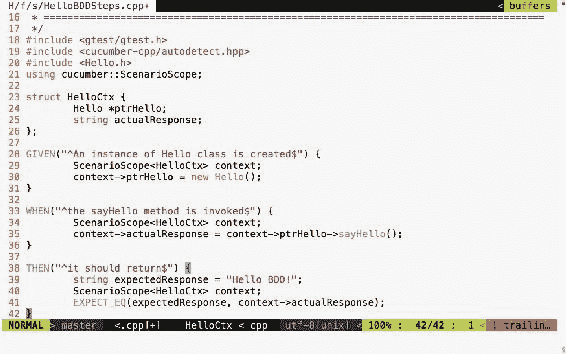 H/f/s/HelloBDDSteps.cpp+ < buffers
16 * ================================================================================
17 */
18 #include <gtest/gtest.h>
19 #include <cucumber-cpp/autodetect.hpp>
20 #include <Hello.h>
21 using cucumber::ScenarioScope;
22
23 struct HelloCtx {
24 Hello *ptrHello;
25 string actualResponse;
26 };
27
28 GIVEN("^An instance of Hello class is created$") {
29 ScenarioScope<HelloCtx> context;
30 context->ptrHello = new Hello();
31 }
32
33 WHEN("^the sayHello method is invoked$") {
34 ScenarioScope<HelloCtx> context;
35 context->actualResponse = context->ptrHello->sayHello();
36 }
37
38 THEN("^it should return$") {
39 string expectedResponse = "Hello BDD!";
40 ScenarioScope<HelloCtx> context;
41 EXPECT_EQ(expectedResponse, context->actualResponse);
42 }
NORMAL > master <.cpp[+] HelloCtx < cpp utf-8[unix] < 100% : 42/42 : 1 < ! trailin…